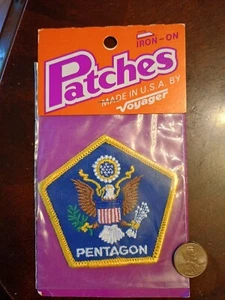 IRON-ON
Patches
MADE IN U.S.A. BY
Voyager
PENTAGON